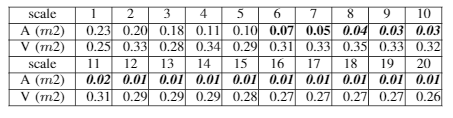 scale 1 2 3 4 5 6 7 8 9 10
A (m2) 0.23 0.20 0.18 0.11 0.10 0.07 0.05 0.04 0.03 0.03
V (m2) 0.25 0.33 0.28 0.34 0.29 0.31 0.33 0.35 0.33 0.32
scale 11 12 13 14 15 16 17 18 19 20
A (m2) 0.02 0.01 0.01 0.01 0.01 0.01 0.01 0.01 0.01 0.01
V (m2) 0.31 0.29 0.29 0.29 0.28 0.27 0.27 0.27 0.27 0.26